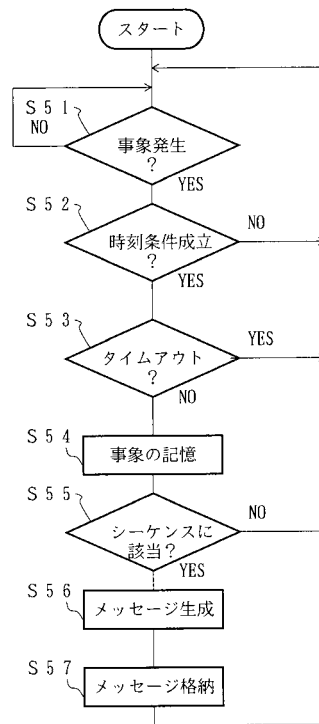 スタート
S51
NO
事象発生
?
YES
S52
NO
時刻条件成立
?
YES
S53
YES
タイムアウト
?
NO
S54
事象の記憶
S55
NO
シーケンスに
該当?
YES
S56
メッセージ生成
S57
メッセージ格納